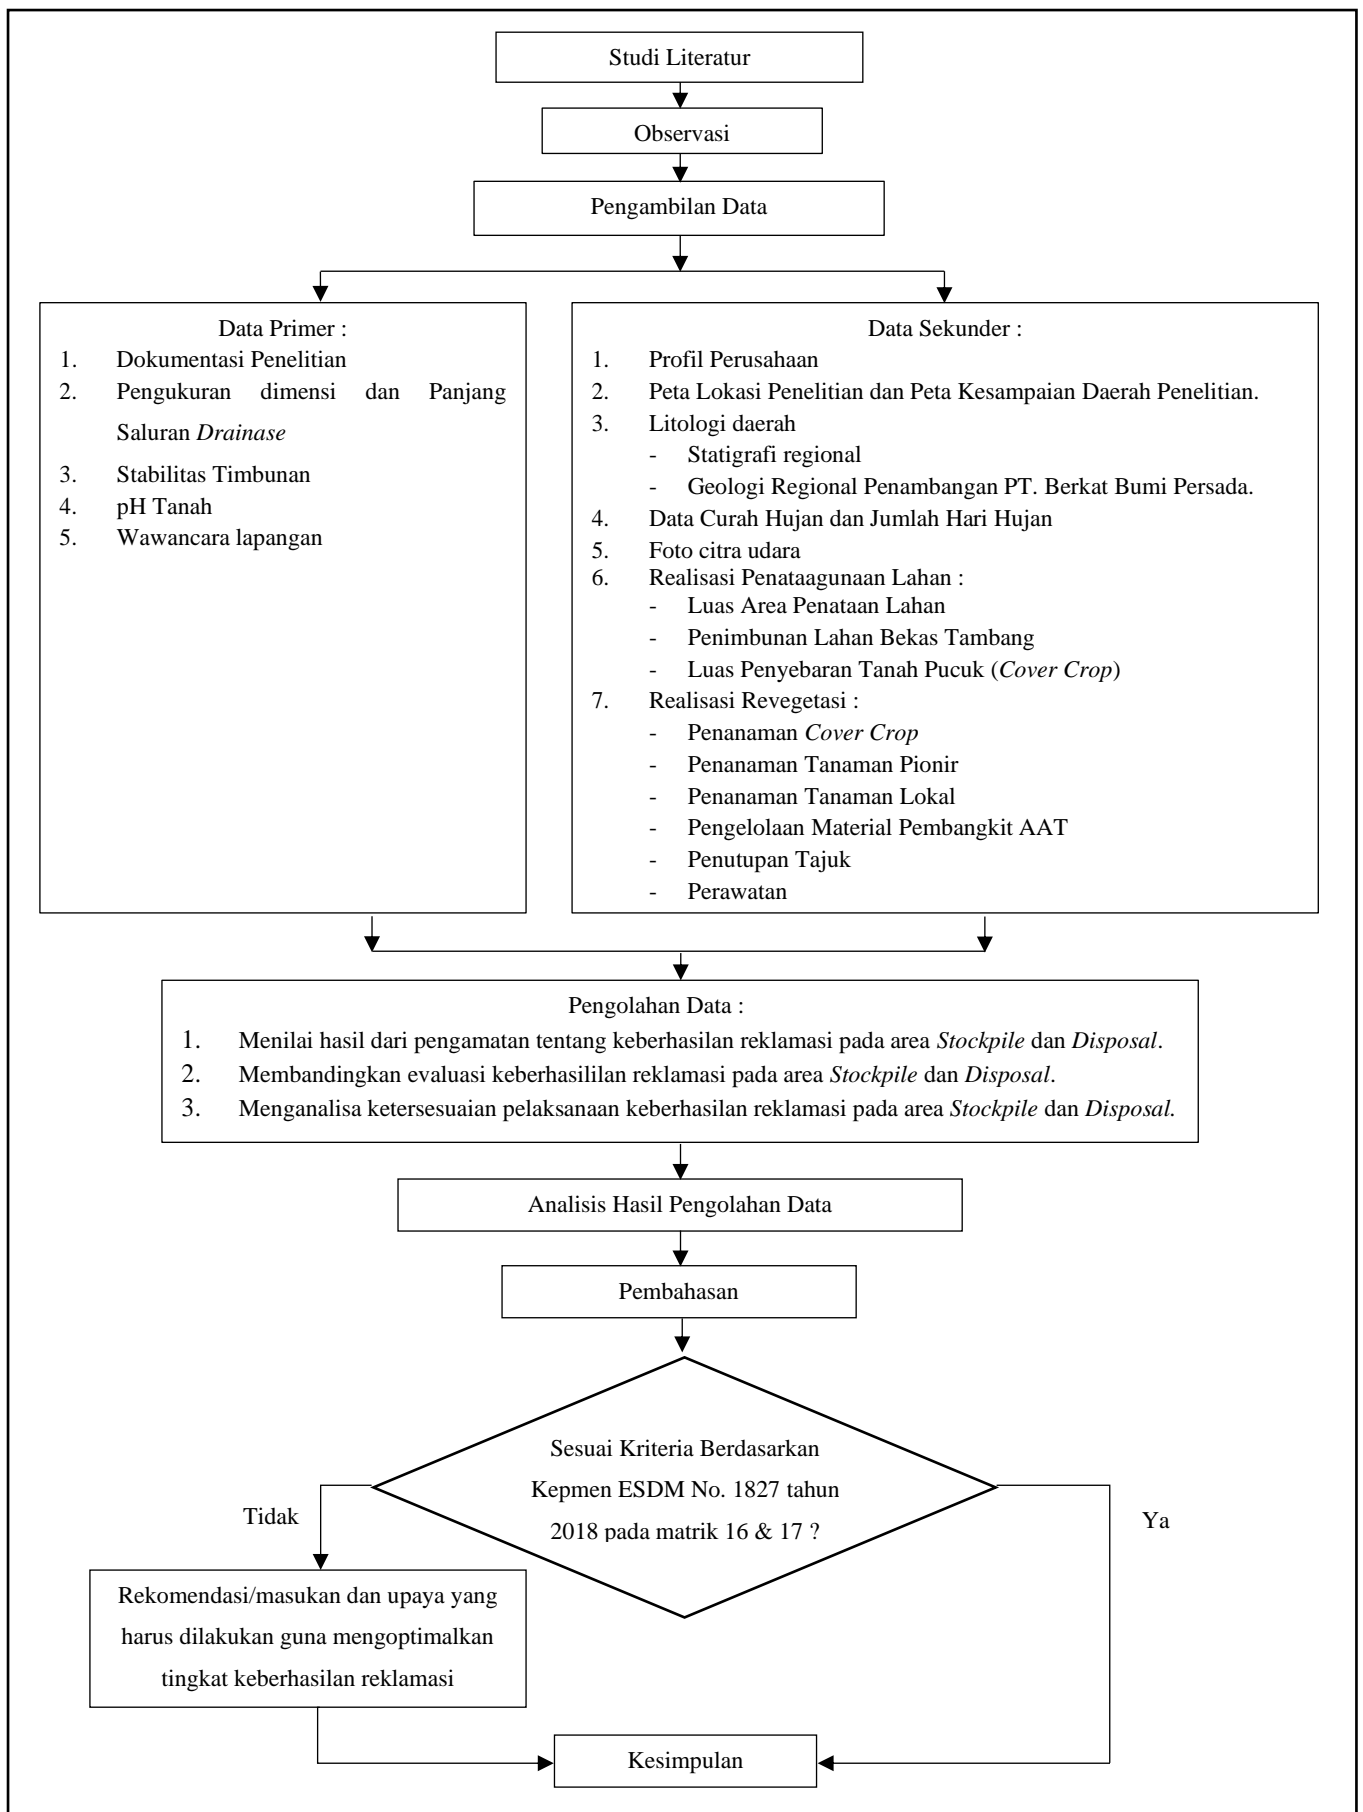 Studi Literatur
Observasi
Pengambilan Data
Data Primer :
1. Dokumentasi Penelitian
2. Pengukuran dimensi dan Panjang
Saluran Drainase
3. Stabilitas Timbunan
4. pH Tanah
5. Wawancara lapangan
Data Sekunder :
1. Profil Perusahaan
2. Peta Lokasi Penelitian dan Peta Kesampaian Daerah Penelitian.
3. Litologi daerah
- Statigrafi regional
- Geologi Regional Penambangan PT. Berkat Bumi Persada.
4. Data Curah Hujan dan Jumlah Hari Hujan
5. Foto citra udara
6. Realisasi Penataagunaan Lahan :
- Luas Area Penataan Lahan
- Penimbunan Lahan Bekas Tambang
- Luas Penyebaran Tanah Pucuk (Cover Crop)
7. Realisasi Revegetasi :
- Penanaman Cover Crop
- Penanaman Tanaman Pionir
- Penanaman Tanaman Lokal
- Pengelolaan Material Pembangkit AAT
- Penutupan Tajuk
- Perawatan
Pengolahan Data :
1. Menilai hasil dari pengamatan tentang keberhasilan reklamasi pada area Stockpile dan Disposal.
2. Membandingkan evaluasi keberhasililan reklamasi pada area Stockpile dan Disposal.
3. Menganalisa ketersesuaian pelaksanaan keberhasilan reklamasi pada area Stockpile dan Disposal.
Analisis Hasil Pengolahan Data
Pembahasan
Sesuai Kriteria Berdasarkan
Kepmen ESDM No. 1827 tahun
2018 pada matrik 16 & 17 ?
Tidak
Ya
Rekomendasi/masukan dan upaya yang
harus dilakukan guna mengoptimalkan
tingkat keberhasilan reklamasi
Kesimpulan